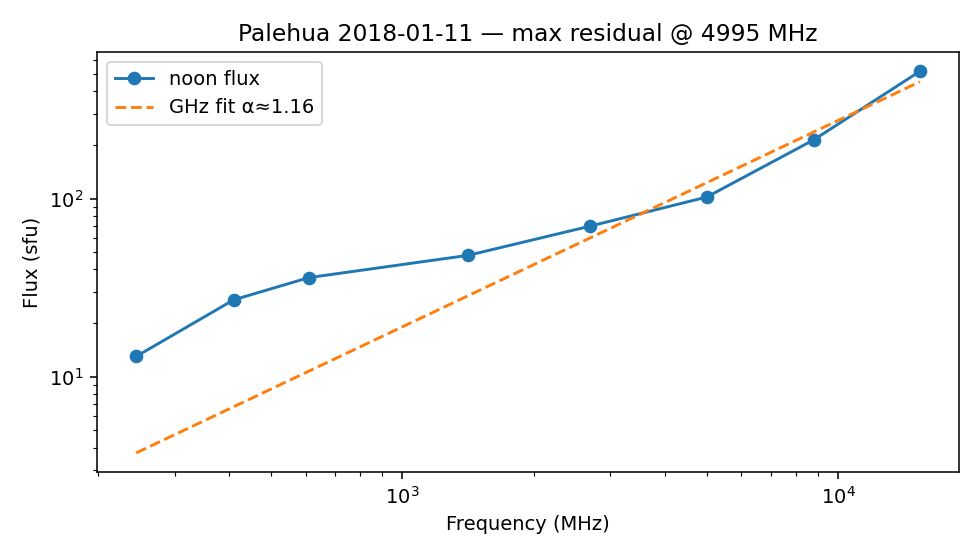 Palehua 2018-01-11 — max residual @ 4995 MHz
noon flux
GHz fit α≈1.16
Flux (sfu)
10²
10¹
10³
10⁴
Frequency (MHz)